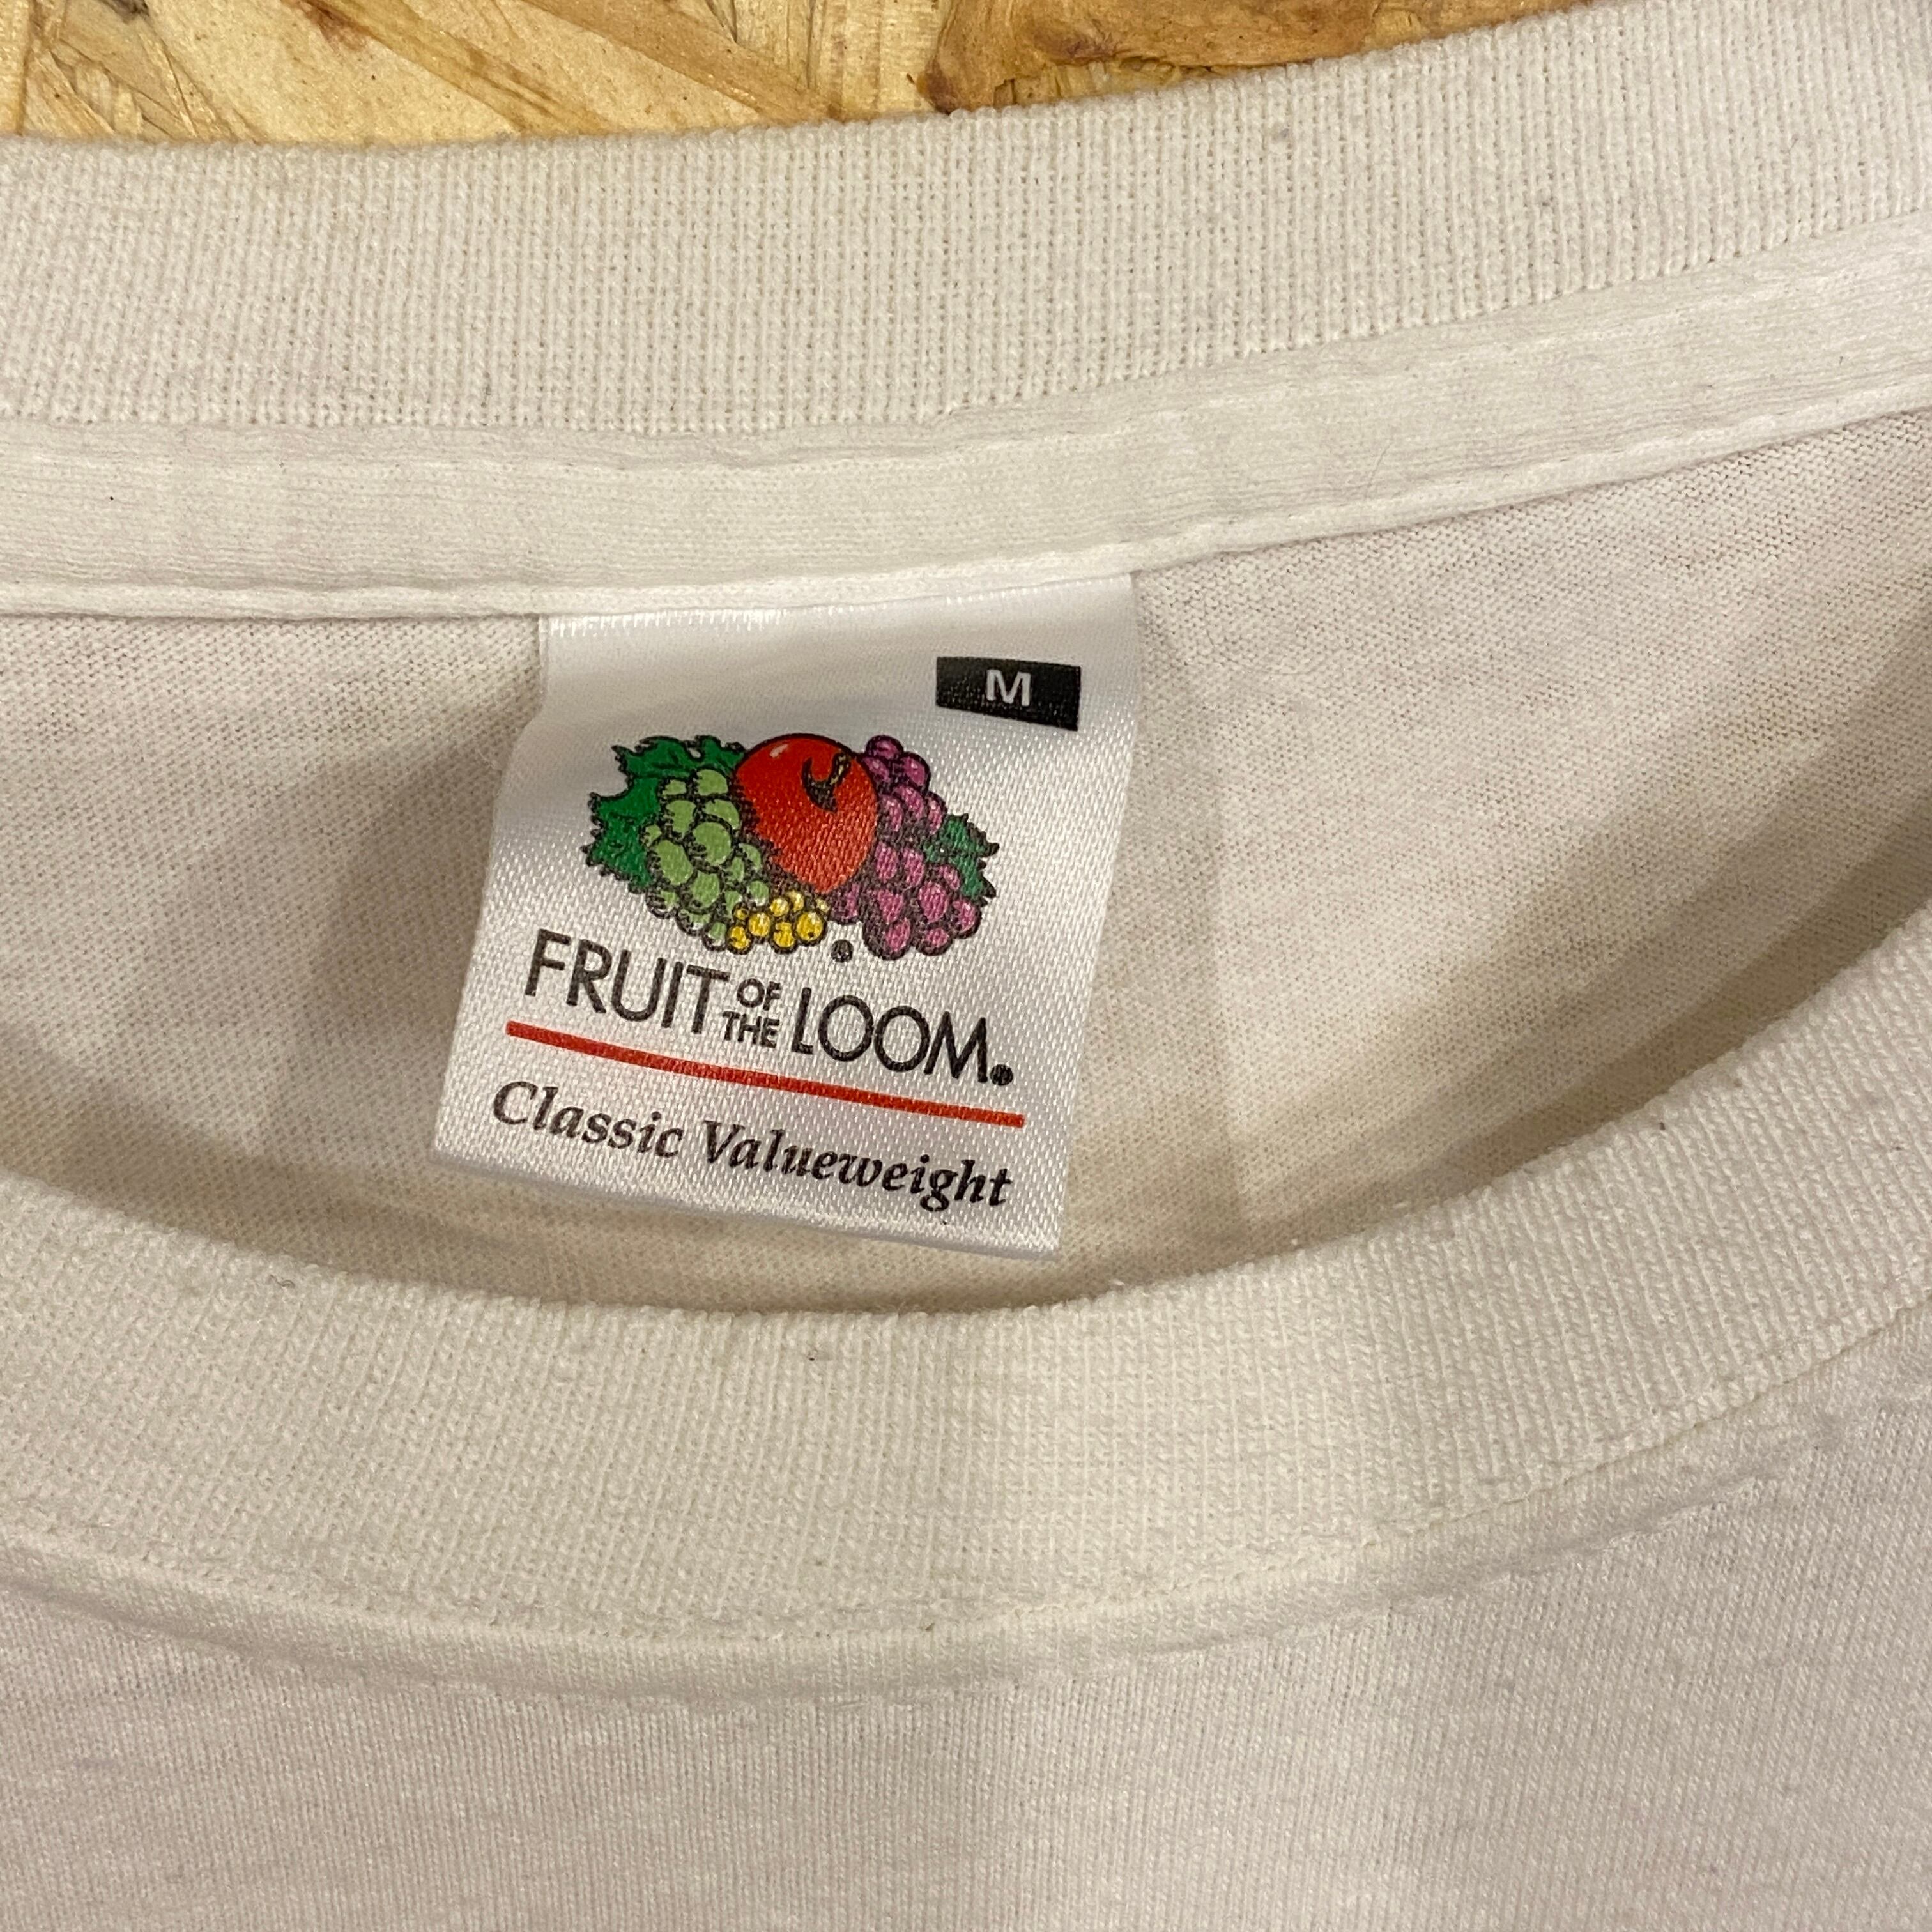 M
FRUIT OF THE LOOM.
Classic Valueweight